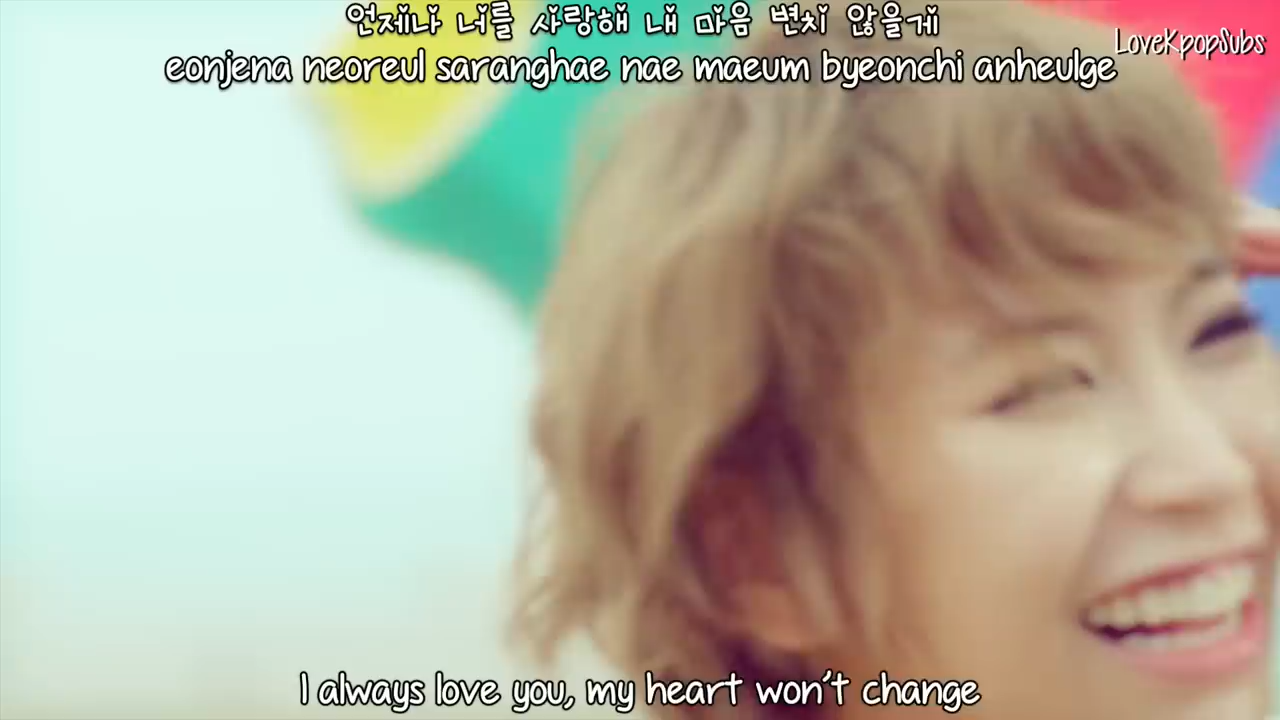 언제나 너를 사랑해 내 마음 변치 않을게
LoveKpopSubs
eonjena neoreul saranghae nae maeum byeonchi anheulge
I always love you, my heart won't change